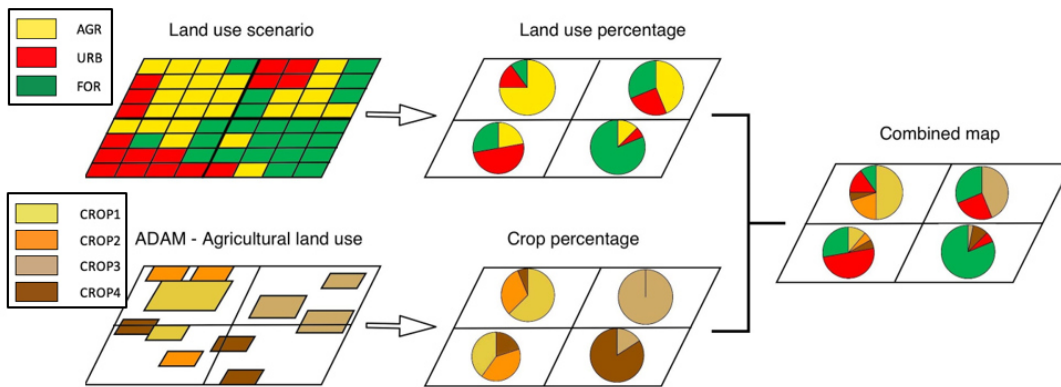 AGR
URB
FOR
Land use scenario
Land use percentage
Combined map
CROP1
CROP2
CROP3
CROP4
ADAM - Agricultural land use
Crop percentage